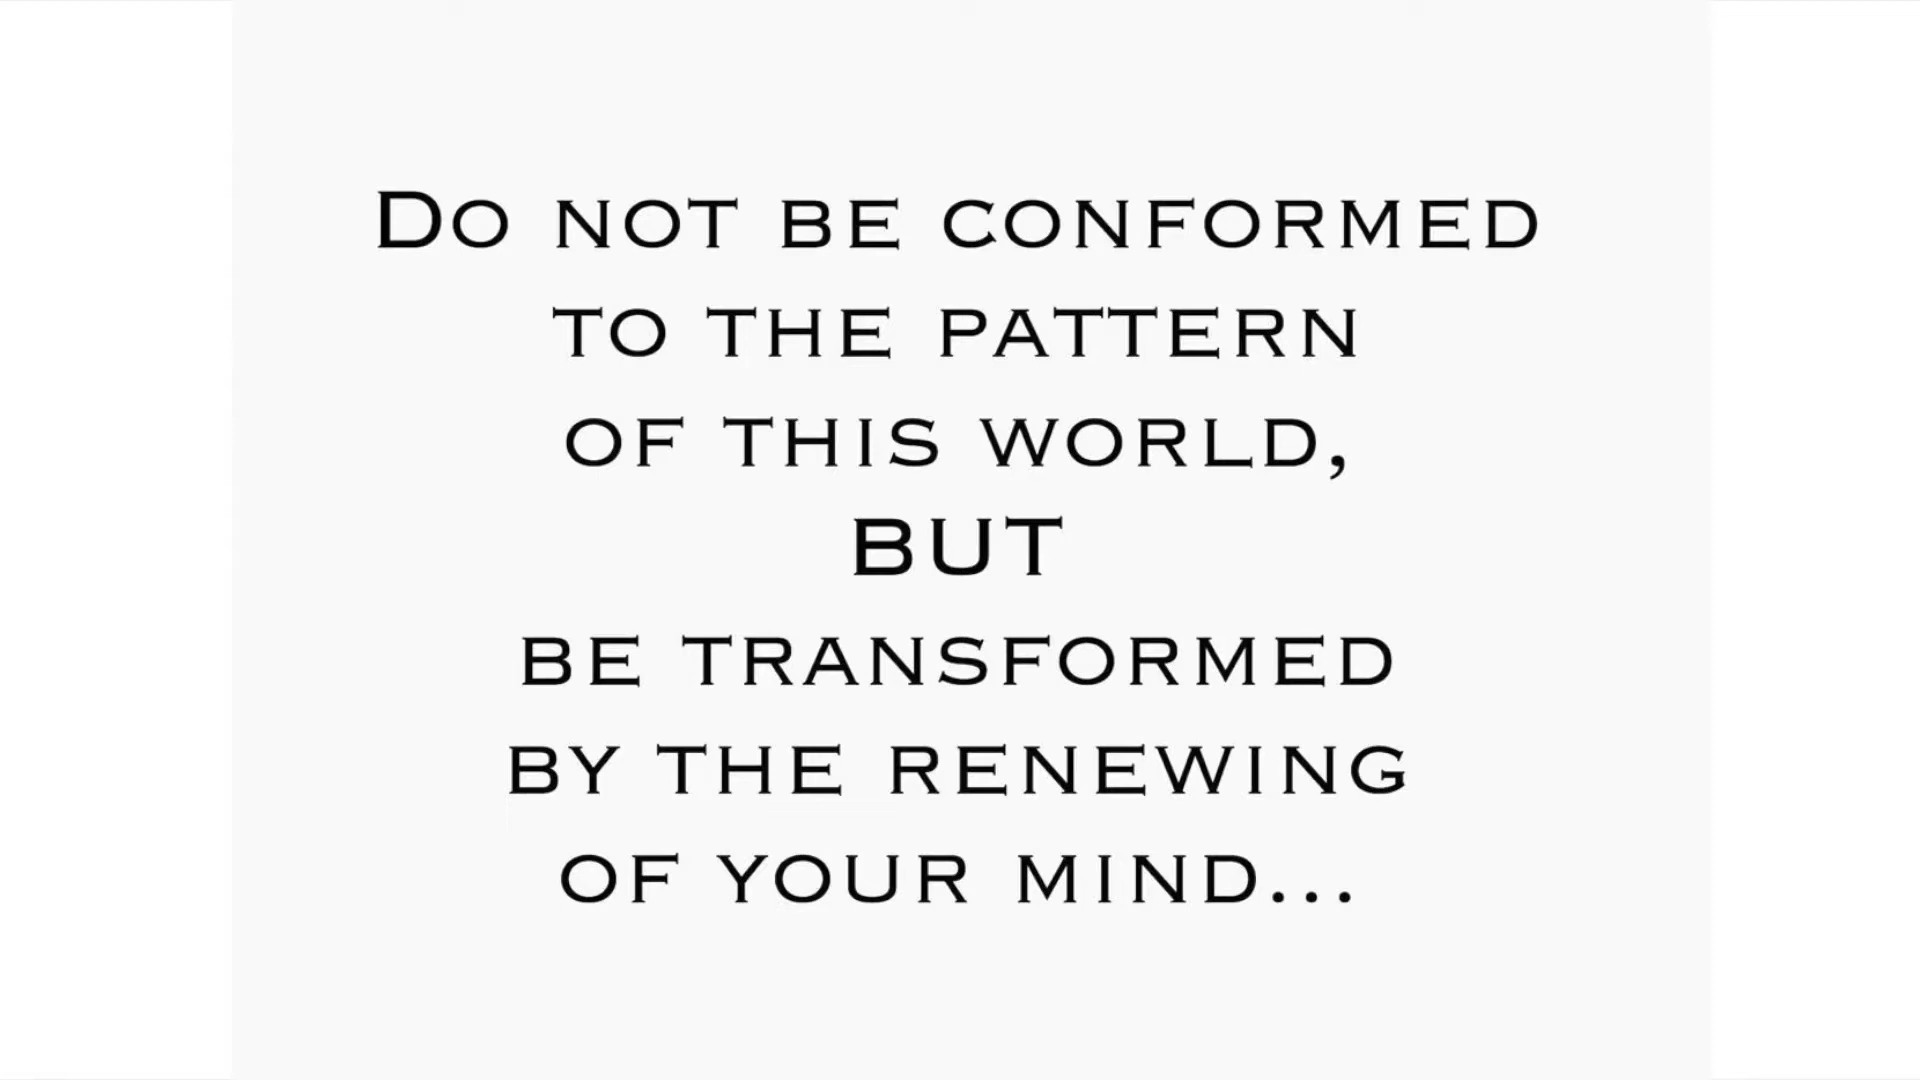 Do not be conformed
to the pattern
of this world,
BUT
be transformed
by the renewing
of your mind...